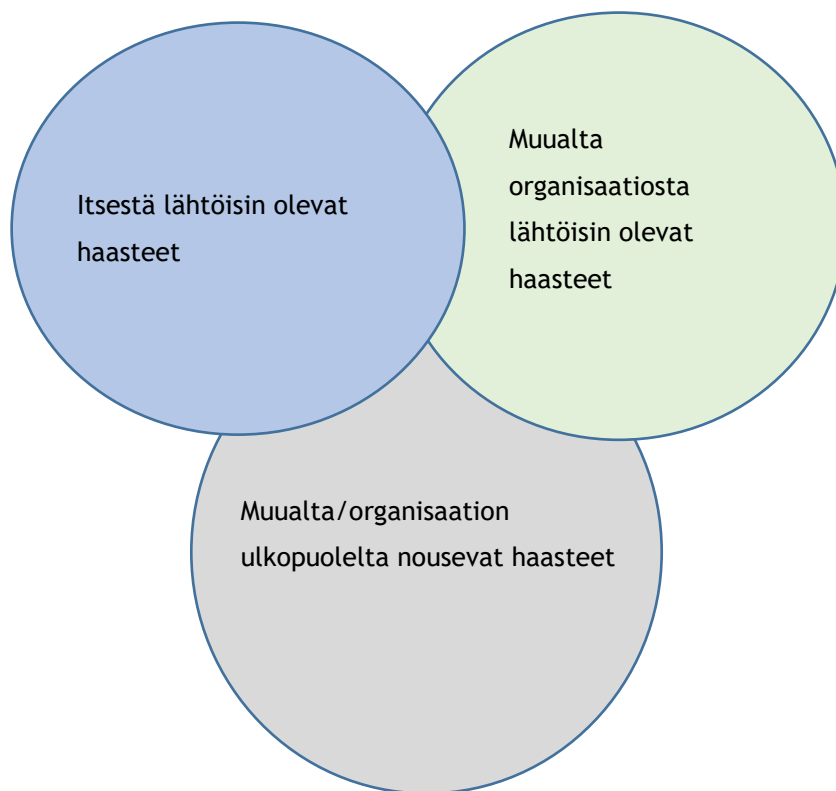 Itsestä lähtöisin olevat
haasteet
Muualta
organisaatiosta
lähtöisin olevat
haasteet
Muualta/organisaation
ulkopuolelta nousevat haasteet